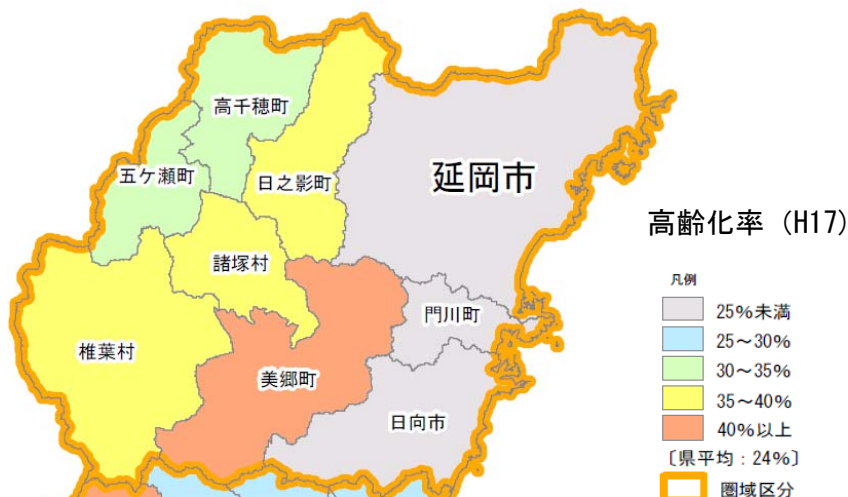 高千穂町
五ケ瀬町
日之影町
延岡市
高齢化率 (H17)
諸塚村
凡例
門川町
25%未満
25～30%
椎葉村
美郷町
30～35%
35～40%
日向市
40%以上
〔県平均：24%〕
圏域区分